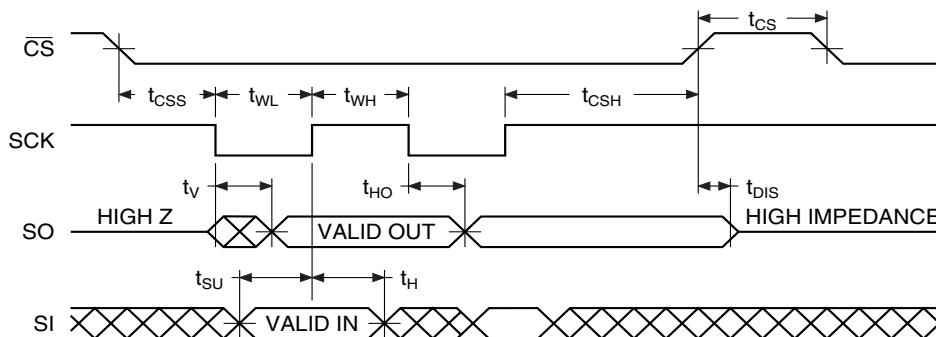 t_CS
CS
t_CSS t_WL t_WH t_CSH
SCK
t_V t_HO t_DIS
HIGH Z VALID OUT HIGH IMPEDANCE
SO
t_SU t_H
SI VALID IN